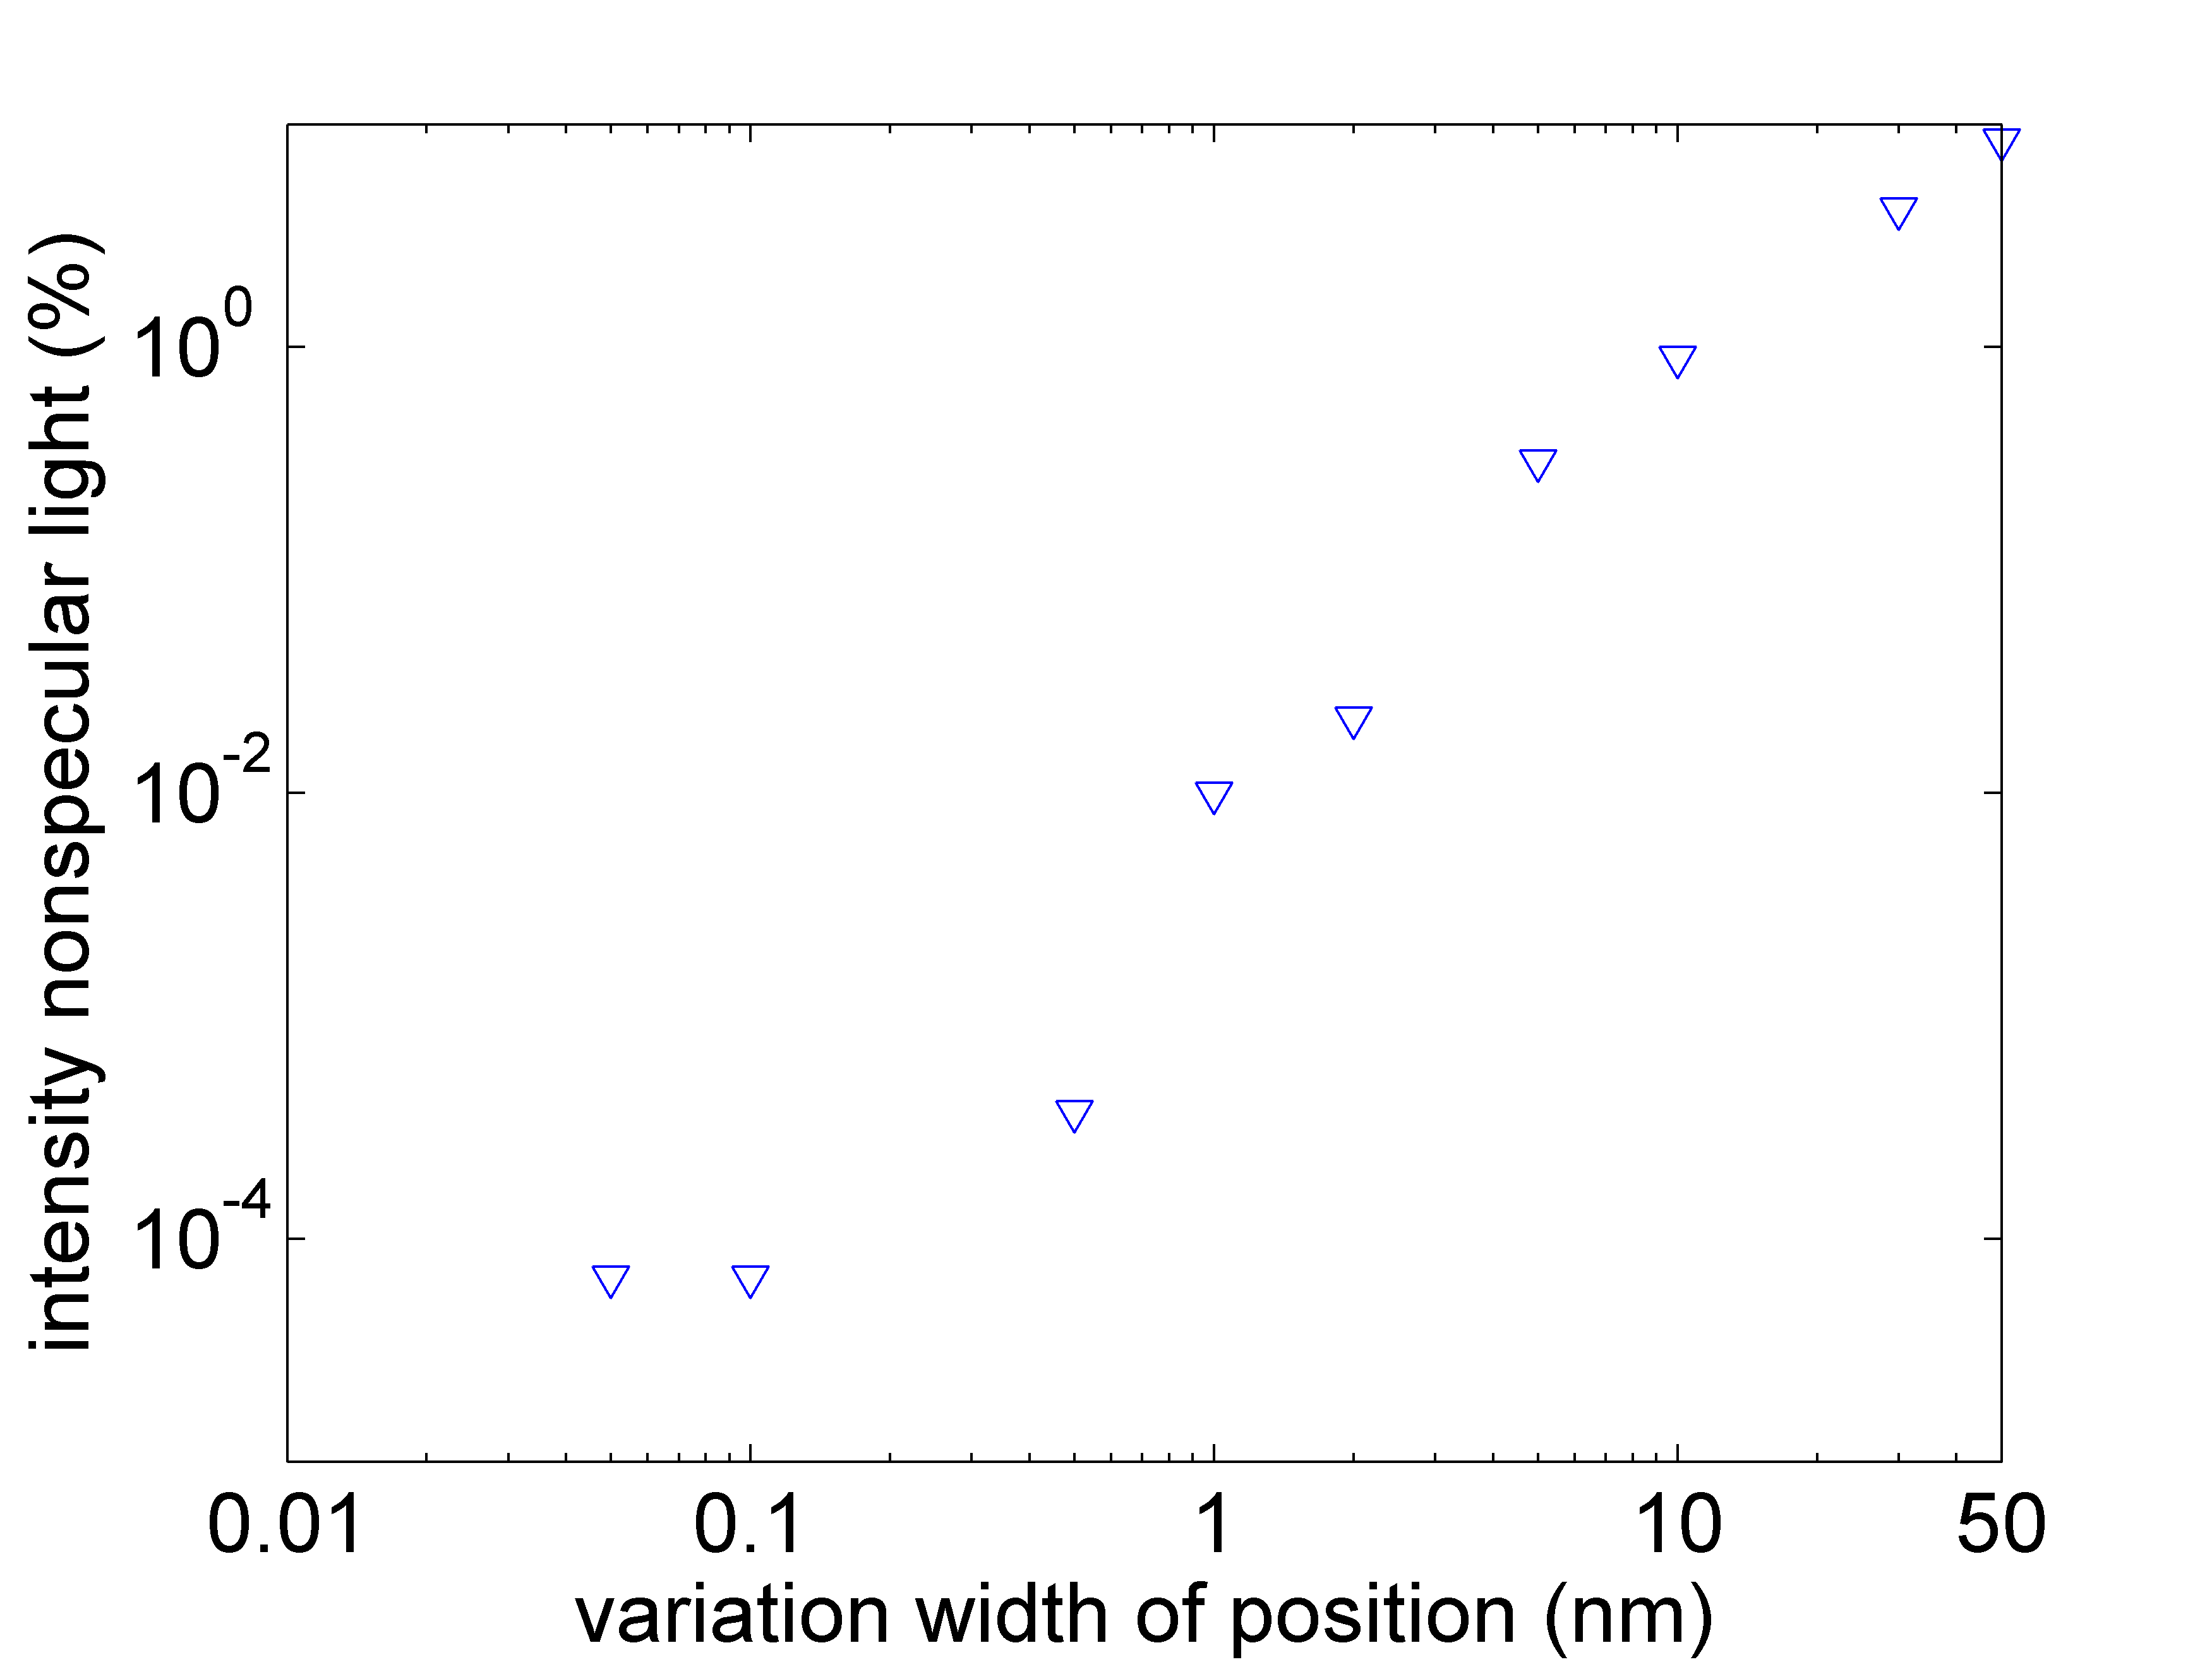 intensity nonspecular light (%)
10^0
10^-2
10^-4
0.01 0.1 1 10 50
variation width of position (nm)